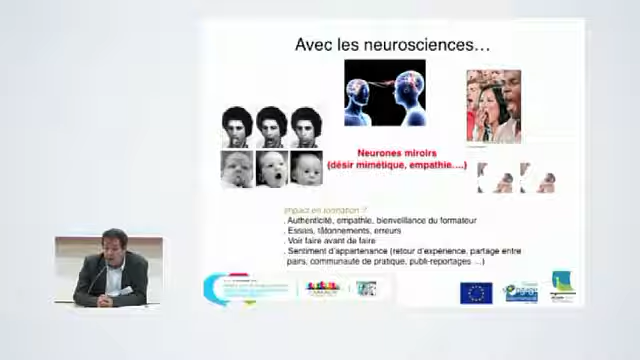 Avec les neurosciences…
Neurones miroirs
(désir mimétique, empathie….)
Impact en formation ?
. Authenticité, empathie, bienveillance du formateur
. Essais, tâtonnements, erreurs
. Voir faire avant de faire
. Sentiment d'appartenance (retour d'expérience, partage entre
pairs, communauté de pratique, publi-reportages …)